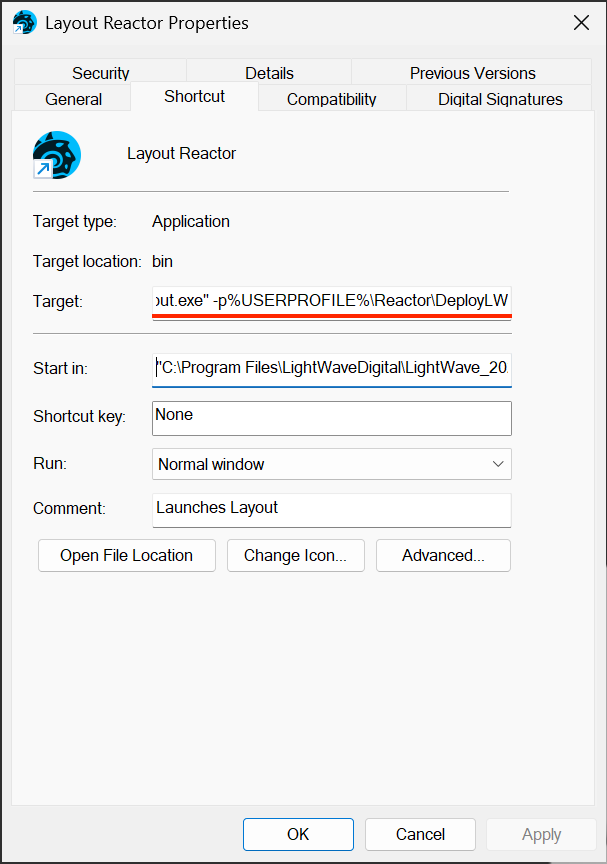 Layout Reactor Properties
Security Details Previous Versions
General Shortcut Compatibility Digital Signatures
Layout Reactor
Target type: Application
Target location: bin
Target: out.exe" -p%USERPROFILE%\Reactor\DeployLW
Start in: "C:\Program Files\LightWaveDigital\LightWave_20
Shortcut key: None
Run: Normal window
Comment: Launches Layout
Open File Location Change Icon... Advanced...
OK Cancel Apply